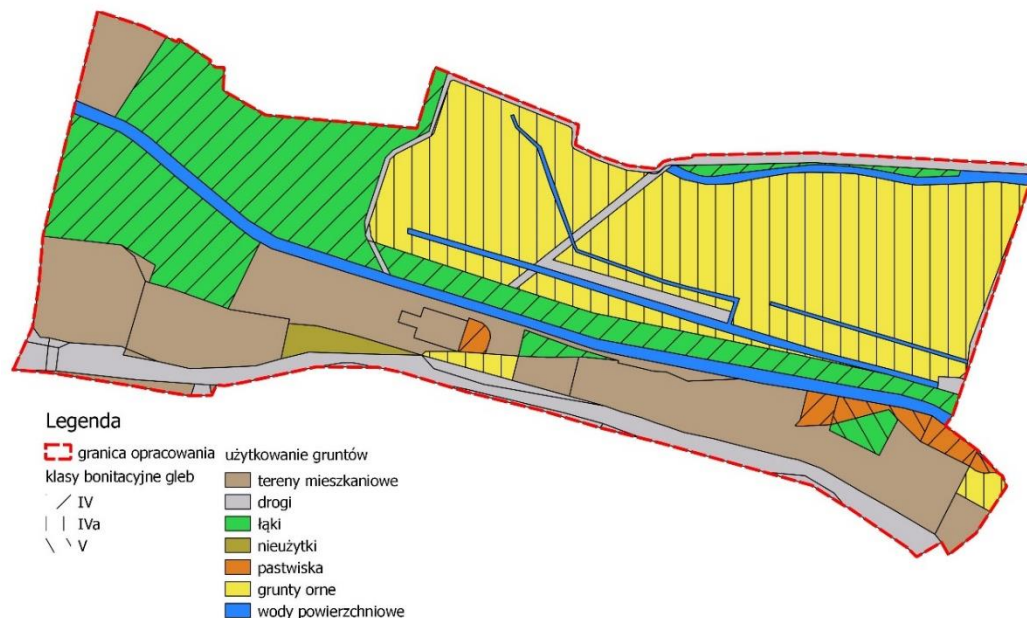 Legenda
granica opracowania
klasy bonitacyjne gleb
IV
IVa
V
użytkowanie gruntów
tereny mieszkaniowe
drogi
łąki
nieużytki
pastwiska
grunty orne
wody powierzchniowe